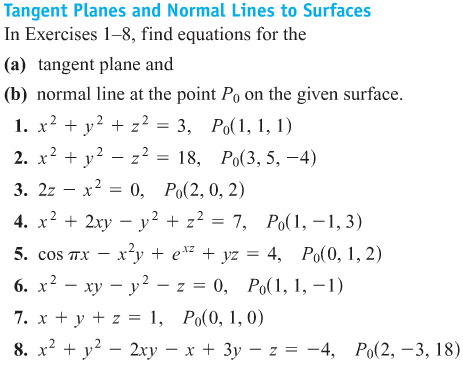 Tangent Planes and Normal Lines to Surfaces
In Exercises 1–8, find equations for the
(a) tangent plane and
(b) normal line at the point P₀ on the given surface.
1. x² + y² + z² = 3, P₀(1, 1, 1)
2. x² + y² − z² = 18, P₀(3, 5, −4)
3. 2z − x² = 0, P₀(2, 0, 2)
4. x² + 2xy − y² + z² = 7, P₀(1, −1, 3)
5. cos πx − x²y + eˣᶻ + yz = 4, P₀(0, 1, 2)
6. x² − xy − y² − z = 0, P₀(1, 1, −1)
7. x + y + z = 1, P₀(0, 1, 0)
8. x² + y² − 2xy − x + 3y − z = −4, P₀(2, −3, 18)